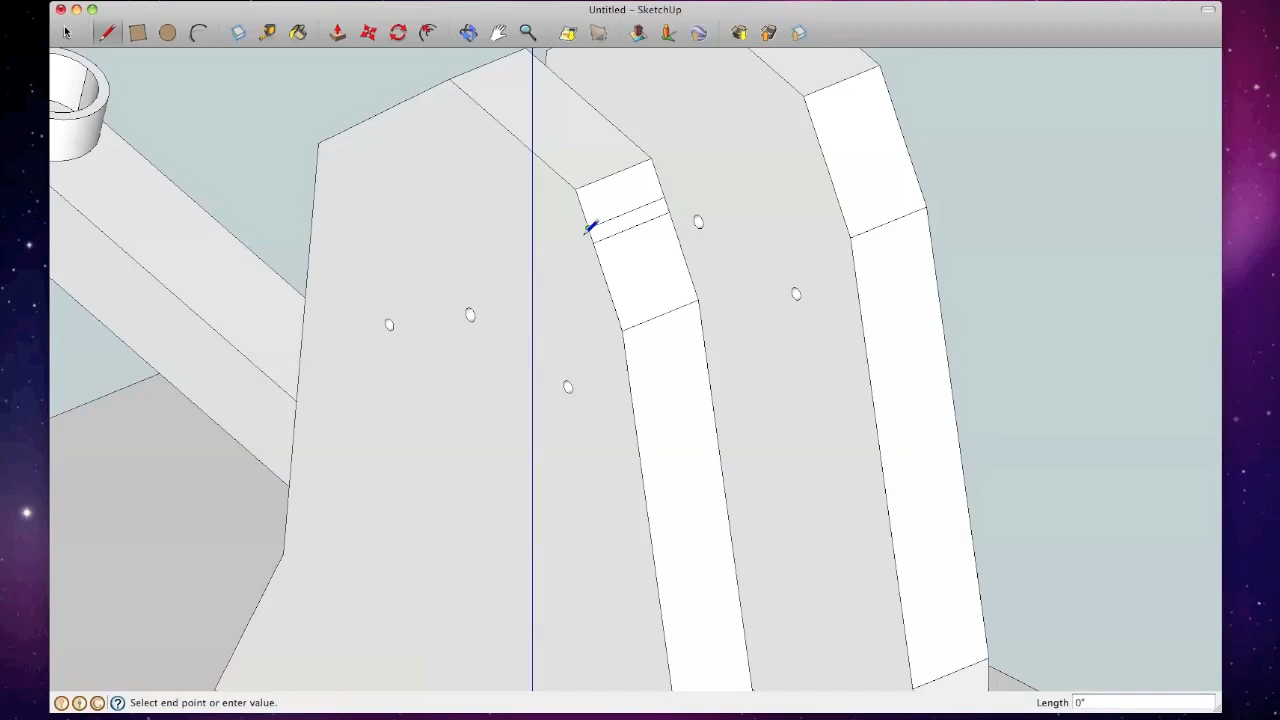 Untitled – SketchUp
Select end point or enter value.
Length 0"